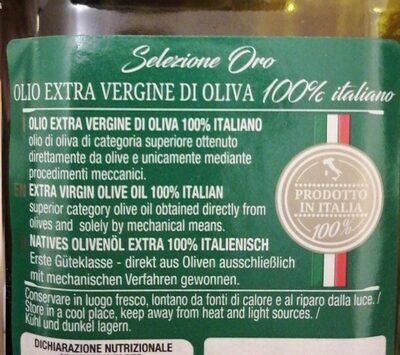 Selezione Oro
OLIO EXTRA VERGINE DI OLIVA 100% italiano
OLIO EXTRA VERGINE DI OLIVA 100% ITALIANO
olio di oliva di categoria superiore ottenuto
direttamente da olive e unicamente mediante
procedimenti meccanici.
EN EXTRA VIRGIN OLIVE OIL 100% ITALIAN
superior category olive oil obtained directly from
olives and solely by mechanical means.
NATIVES OLIVENÖL EXTRA 100% ITALIENISCH
Erste Güteklasse - direkt aus Oliven ausschließlich
mit mechanischen Verfahren gewonnen.
PRODOTTO
IN ITALIA
100%
Conservare in luogo fresco, lontano da fonti di calore e al riparo dalla luce. /
Store in a cool place, keep away from heat and light sources. /
Kühl und dunkel lagern.
DICHIARAZIONE NUTRIZIONALE